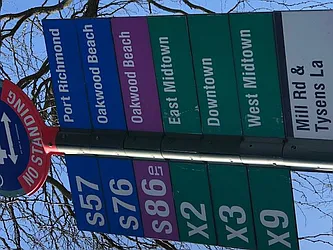 NO STANDING
Port Richmond
S57
Oakwood Beach
S76
Oakwood Beach
S86
East Midtown
X2
Downtown
X3
West Midtown
X9
Mill Rd &
Tysens La